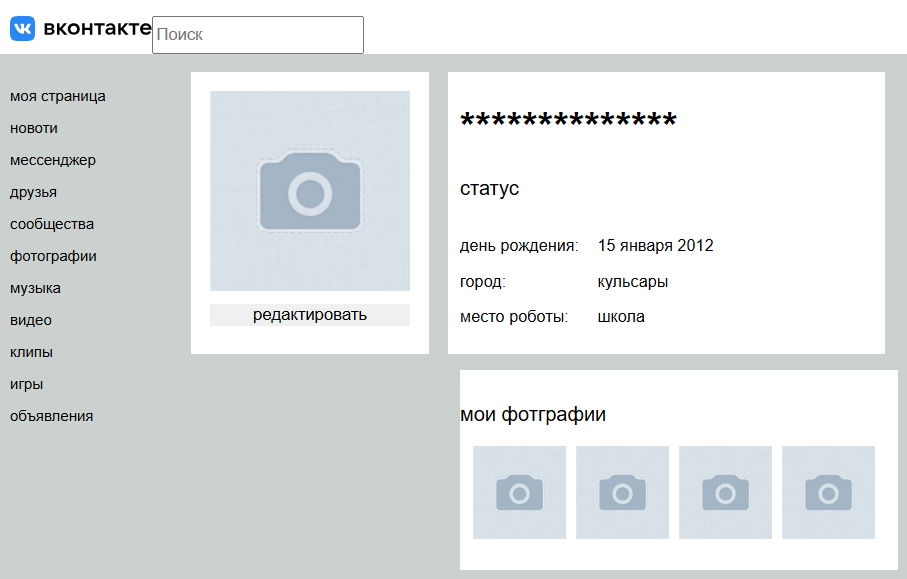 вконтакте
Поиск
моя страница
новоти
мессенджер
друзья
сообщества
фотографии
музыка
видео
клипы
игры
объявления
редактировать
**************
статус
день рождения: 15 января 2012
город: кульсары
место роботы: школа
мои фотграфии